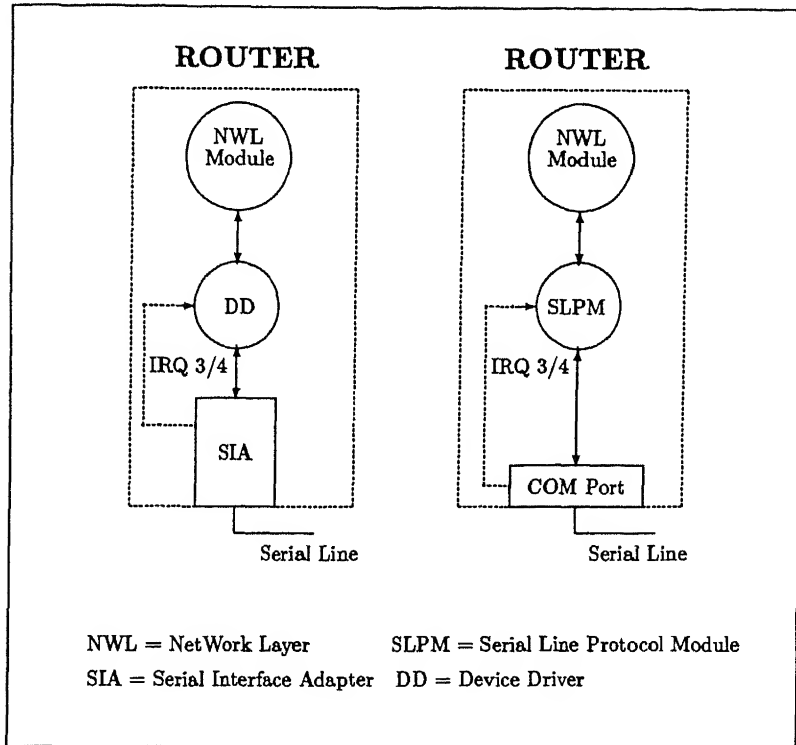 ROUTER
NWL
Module
DD
IRQ 3/4
SIA
Serial Line
ROUTER
NWL
Module
SLPM
IRQ 3/4
COM Port
Serial Line
NWL = NetWork Layer SLPM = Serial Line Protocol Module
SIA = Serial Interface Adapter DD = Device Driver